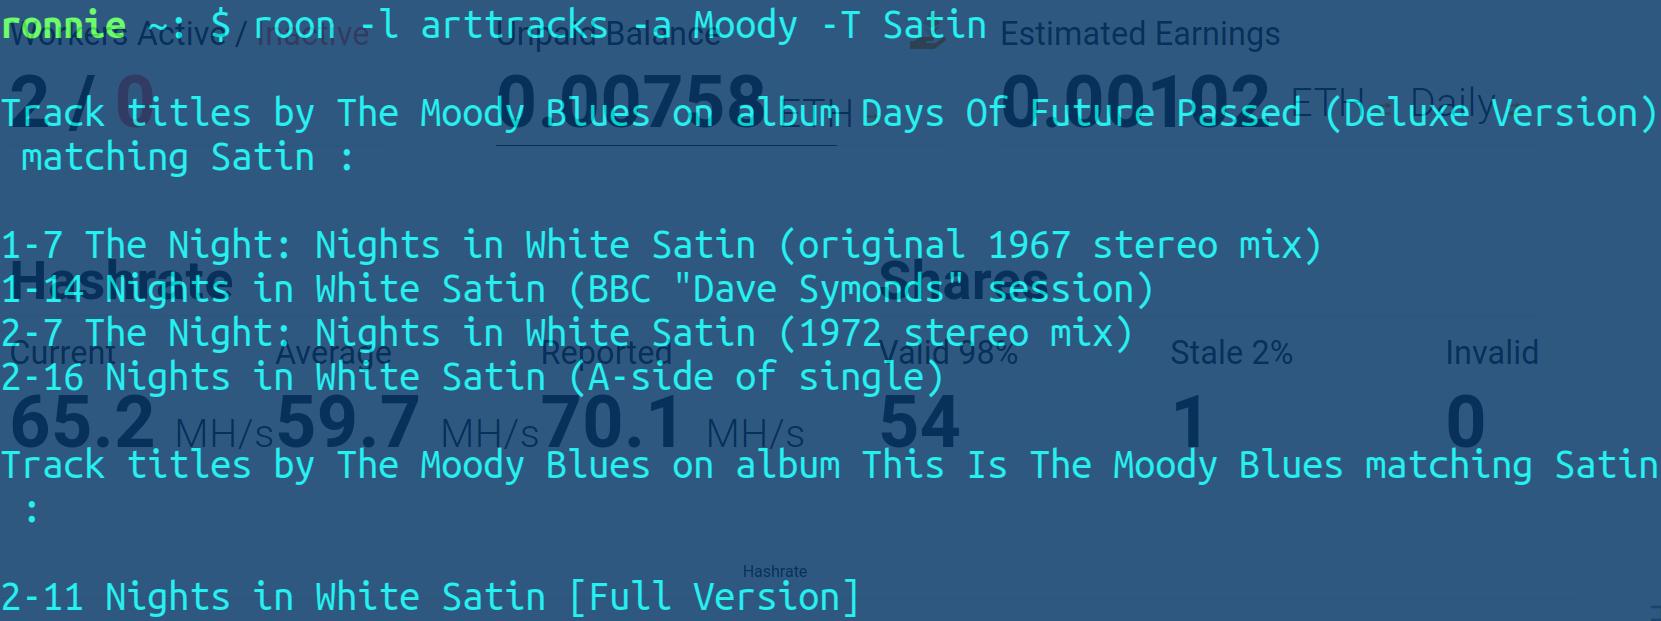 ronnie ~: $ roon -l arttracks -a Moody -T Satin
Workers Active / Inactive
Unpaid Balance
Estimated Earnings
2 / 0
0.00758 ETH
0.00102 ETH - Daily
Track titles by The Moody Blues on album Days Of Future Passed (Deluxe Version)
matching Satin :
1-7 The Night: Nights in White Satin (original 1967 stereo mix)
Hashrate
Shares
1-14 Nights in White Satin (BBC "Dave Symonds" session)
2-7 The Night: Nights in White Satin (1972 stereo mix)
Current
Average
Reported
Valid 98%
Stale 2%
Invalid
2-16 Nights in White Satin (A-side of single)
65.2 MH/s
59.7 MH/s
70.1 MH/s
54
1
0
Track titles by The Moody Blues on album This Is The Moody Blues matching Satin
:
Hashrate
2-11 Nights in White Satin [Full Version]